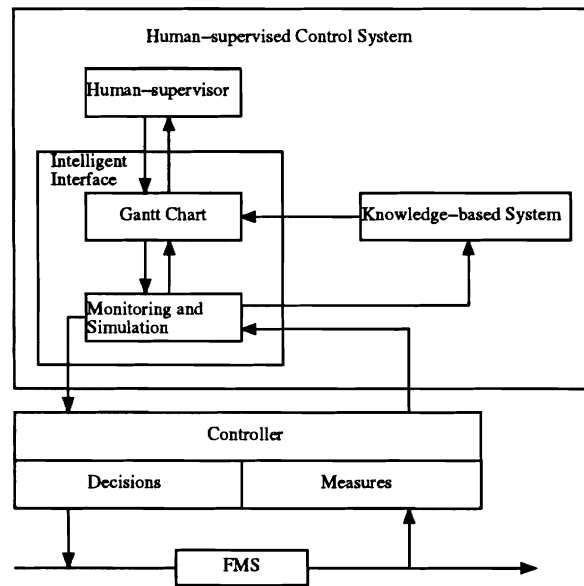 Human-supervised Control System
Human-supervisor
Intelligent
Interface
Gantt Chart
Knowledge-based System
Monitoring and
Simulation
Controller
Decisions
Measures
FMS